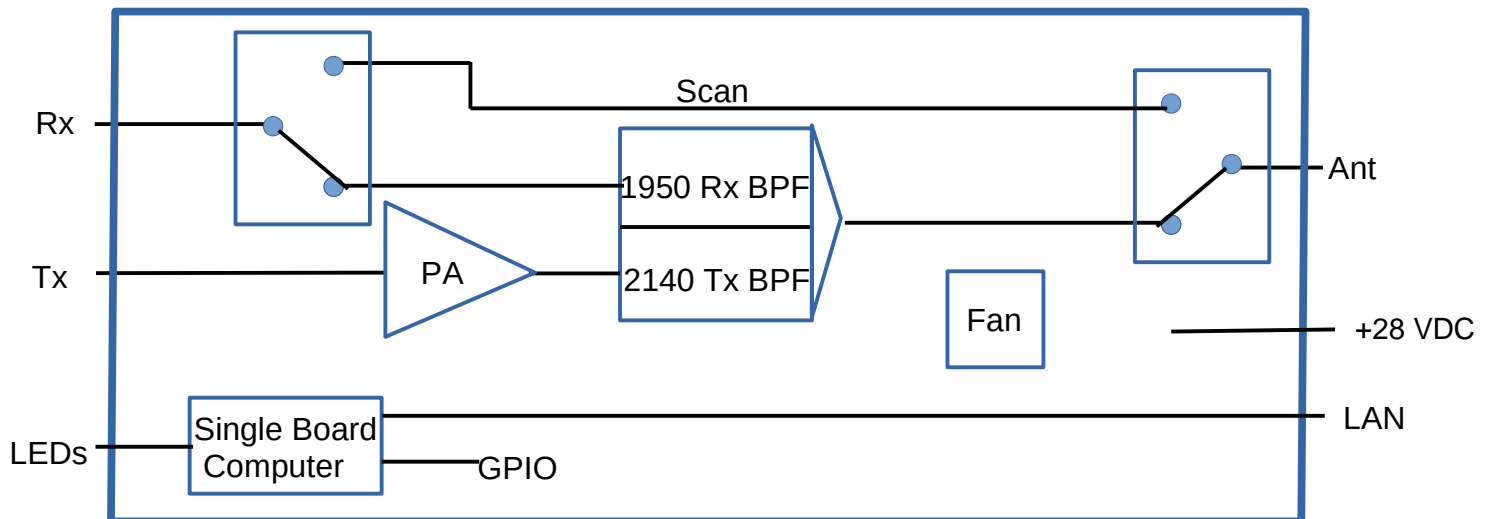 Scan
Rx
Ant
1950 Rx BPF
Tx
PA
2140 Tx BPF
Fan
+28 VDC
LAN
Single Board
Computer
LEDs
GPIO